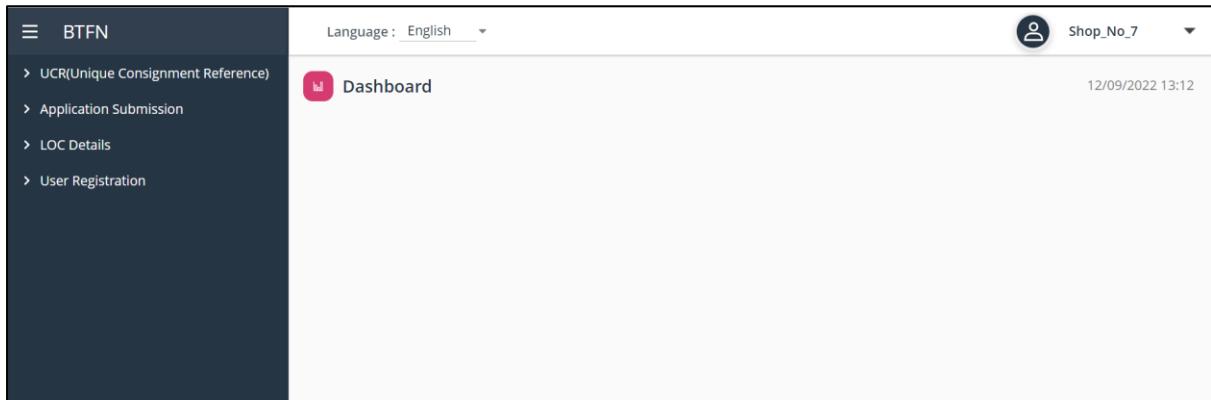 BTFN
Language : English
Shop_No_7
UCR(Unique Consignment Reference)
Application Submission
LOC Details
User Registration
Dashboard
12/09/2022 13:12